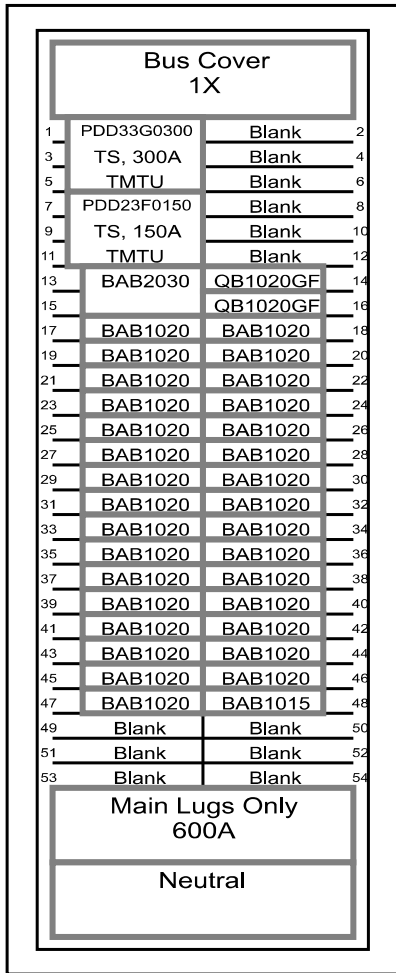 Bus Cover
1X
1 PDD33G0300 Blank 2
3 TS, 300A Blank 4
5 TMTU Blank 6
7 PDD23F0150 Blank 8
9 TS, 150A Blank 10
11 TMTU Blank 12
13 BAB2030 QB1020GF 14
15 QB1020GF 16
17 BAB1020 BAB1020 18
19 BAB1020 BAB1020 20
21 BAB1020 BAB1020 22
23 BAB1020 BAB1020 24
25 BAB1020 BAB1020 26
27 BAB1020 BAB1020 28
29 BAB1020 BAB1020 30
31 BAB1020 BAB1020 32
33 BAB1020 BAB1020 34
35 BAB1020 BAB1020 36
37 BAB1020 BAB1020 38
39 BAB1020 BAB1020 40
41 BAB1020 BAB1020 42
43 BAB1020 BAB1020 44
45 BAB1020 BAB1020 46
47 BAB1020 BAB1015 48
49 Blank Blank 50
51 Blank Blank 52
53 Blank Blank 54
Main Lugs Only
600A
Neutral